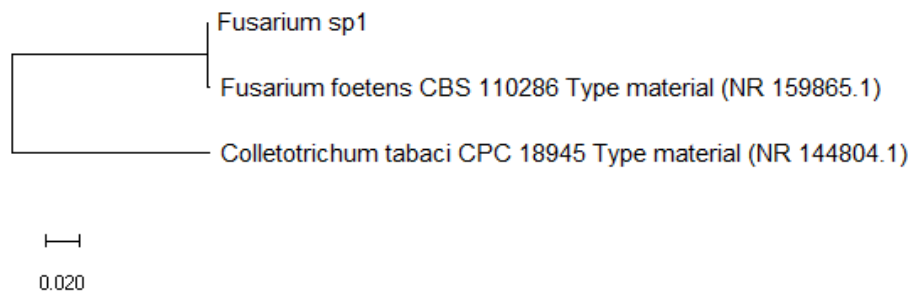 Fusarium sp1
Fusarium foetens CBS 110286 Type material (NR 159865.1)
Colletotrichum tabaci CPC 18945 Type material (NR 144804.1)
0.020